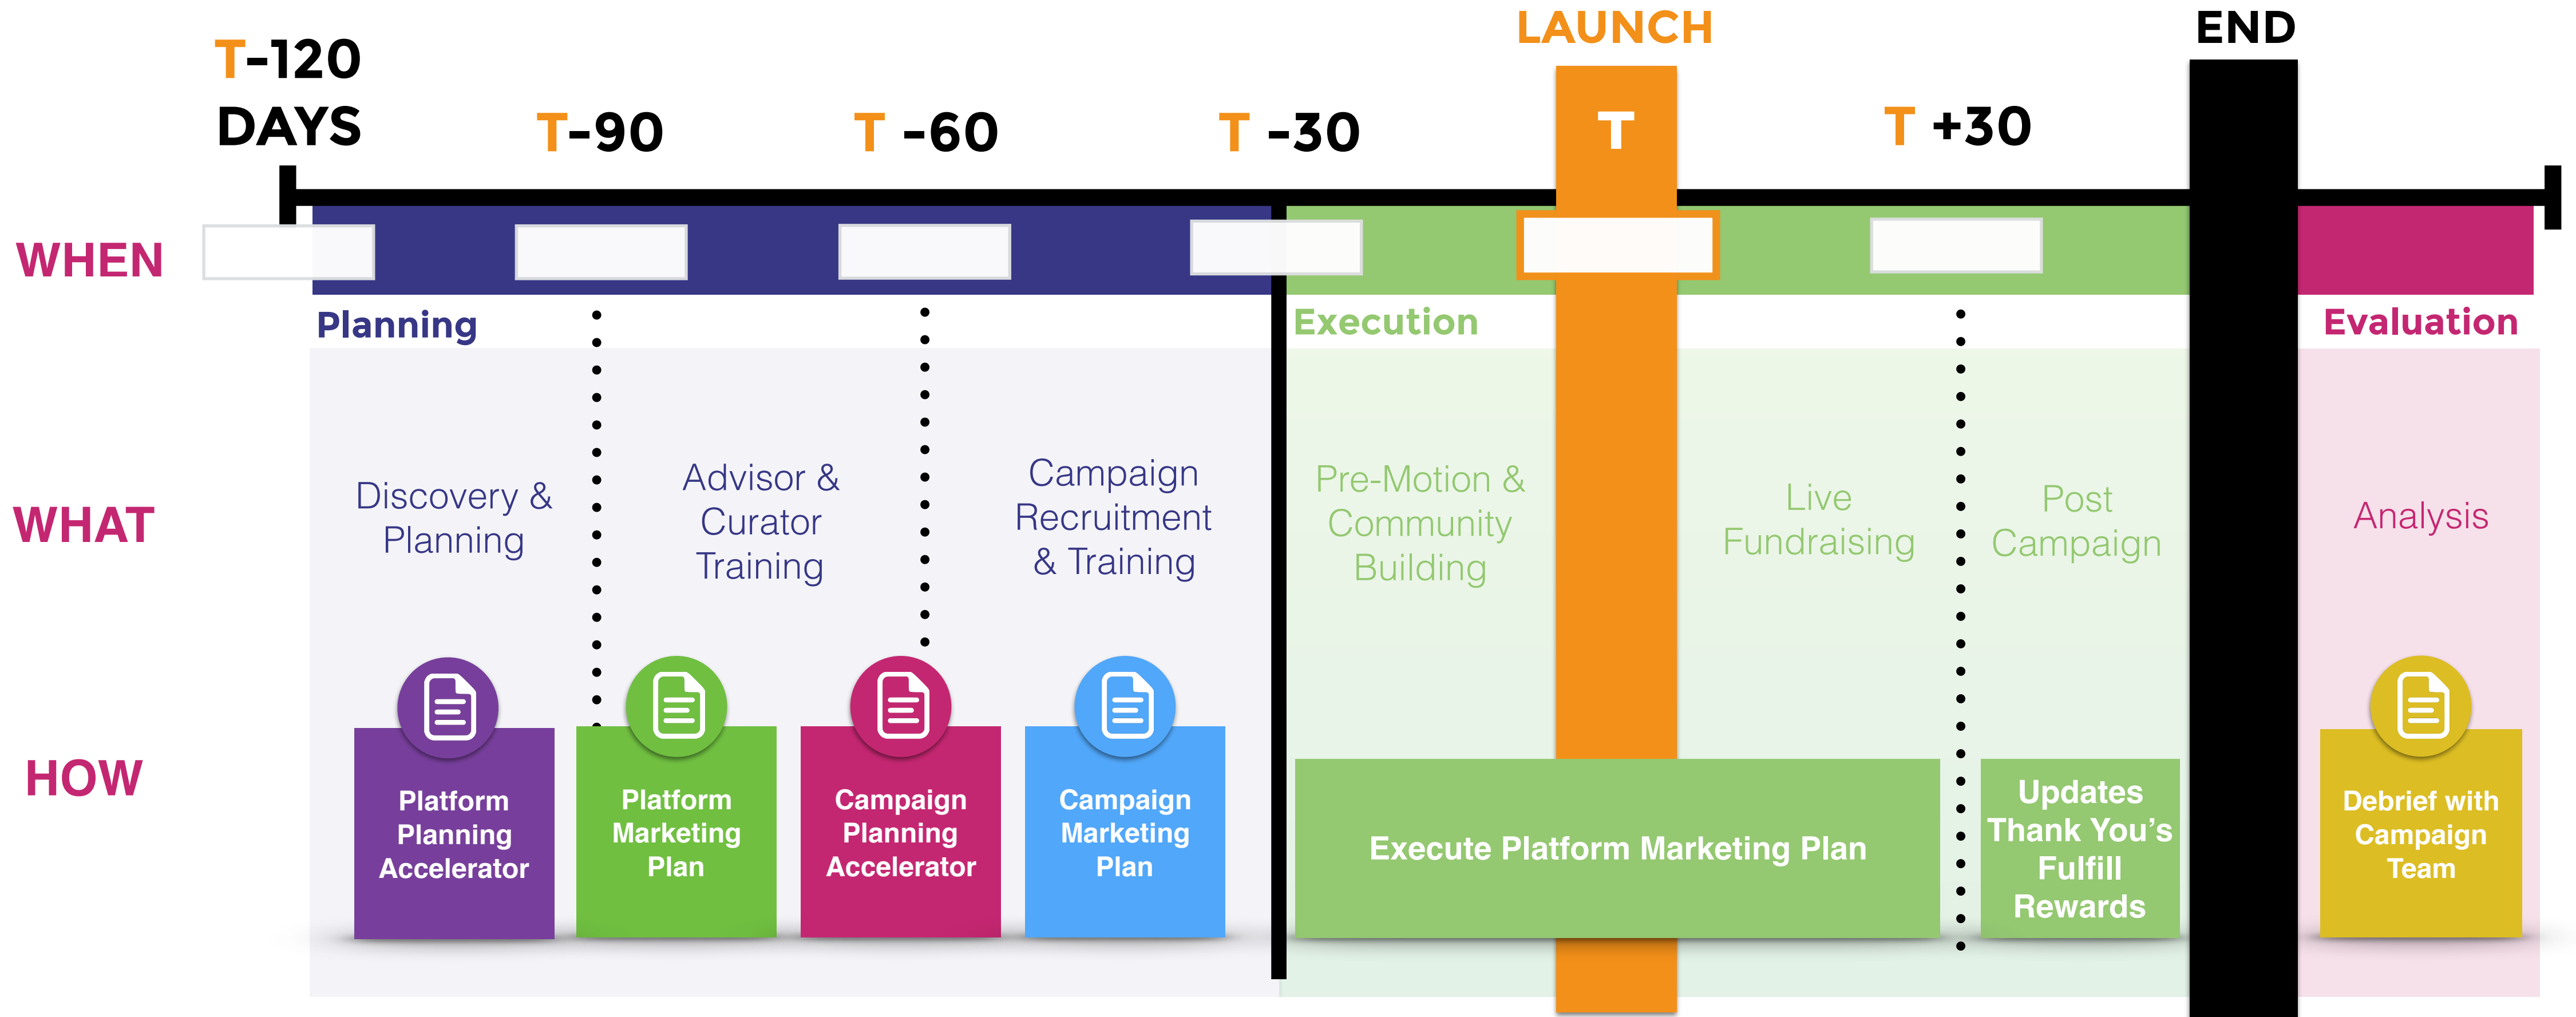 LAUNCH
END
T-120
DAYS
T-90
T -60
T -30
T
T +30
WHEN
Planning
Execution
Evaluation
WHAT
Discovery &
Planning
Advisor &
Curator
Training
Campaign
Recruitment
& Training
Pre-Motion &
Community
Building
Live
Fundraising
Post
Campaign
Analysis
HOW
Platform
Planning
Accelerator
Platform
Marketing
Plan
Campaign
Planning
Accelerator
Campaign
Marketing
Plan
Execute Platform Marketing Plan
Updates
Thank You’s
Fulfill
Rewards
Debrief with
Campaign
Team